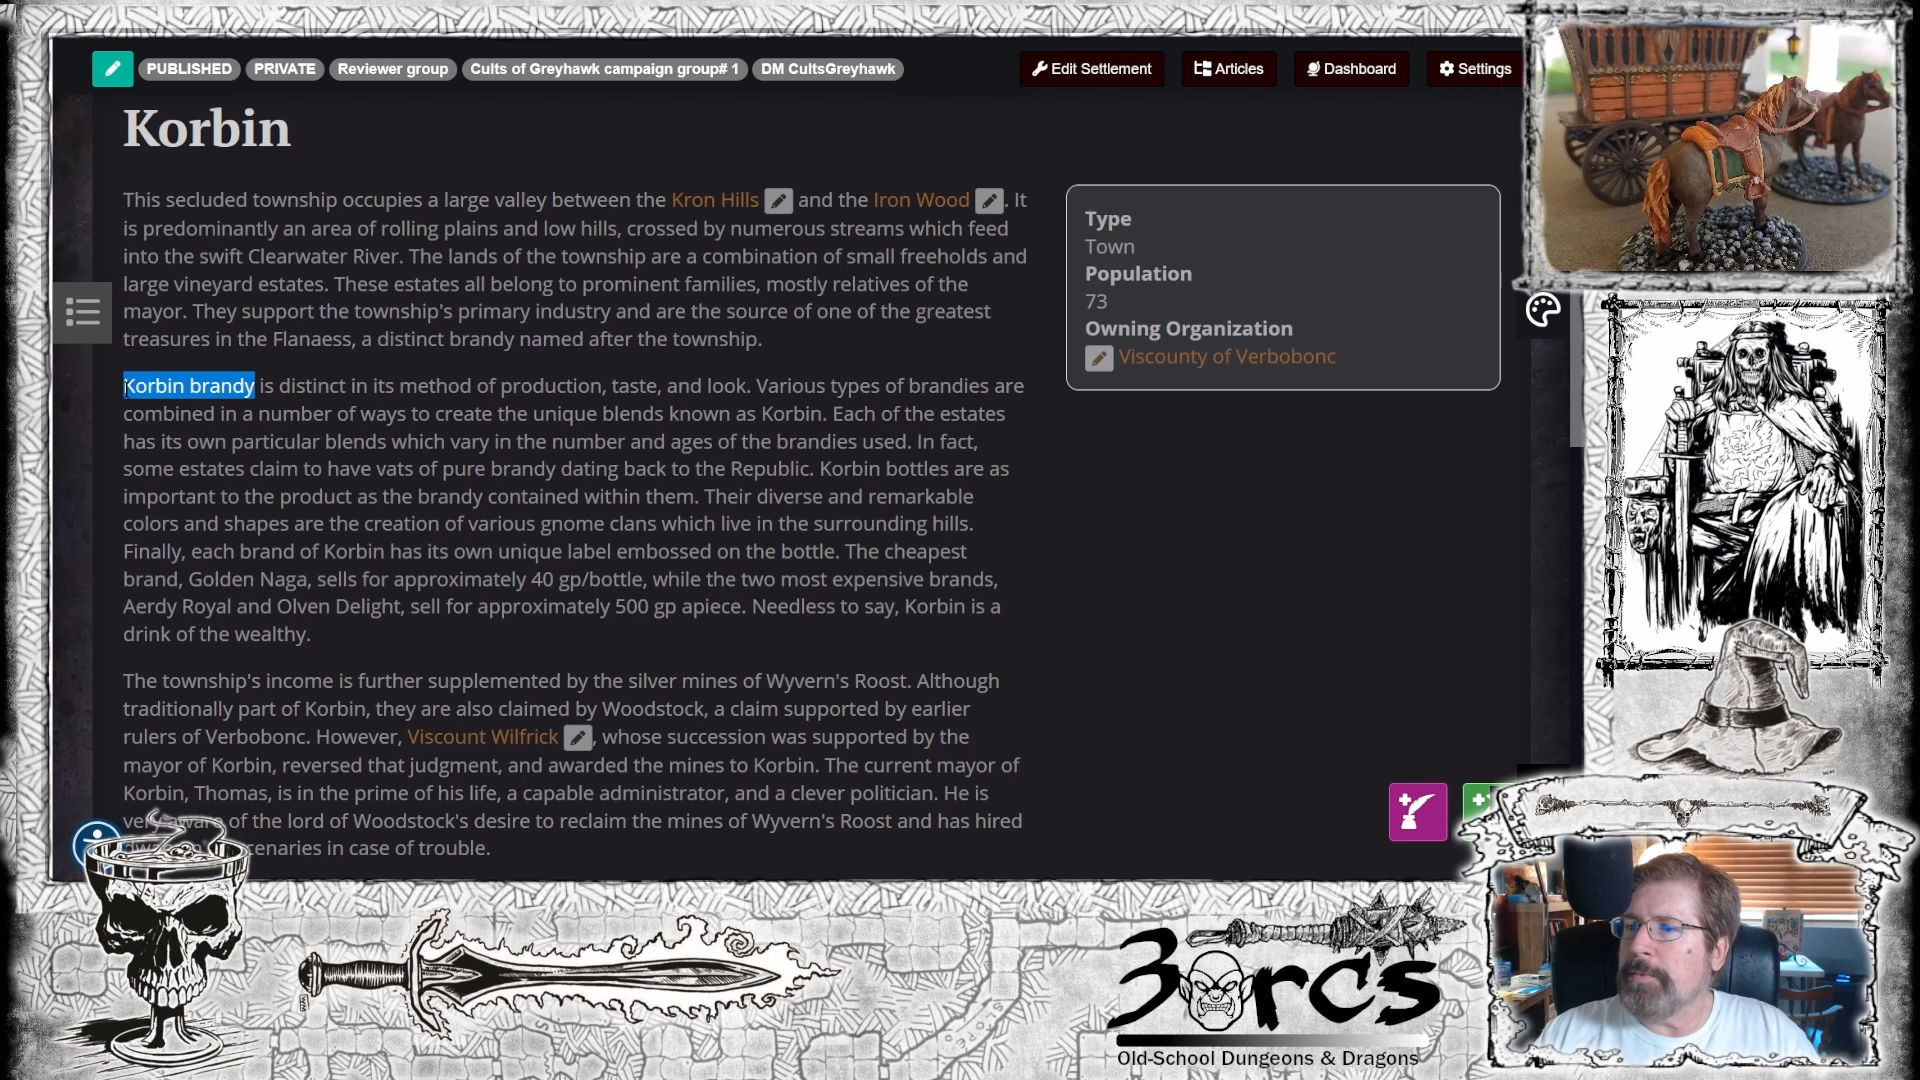 PUBLISHED PRIVATE Reviewer group Cults of Greyhawk campaign group# 1 DM CultsGreyhawk
Edit Settlement Articles Dashboard Settings
Korbin
This secluded township occupies a large valley between the Kron Hills and the Iron Wood. It
is predominantly an area of rolling plains and low hills, crossed by numerous streams which feed
into the swift Clearwater River. The lands of the township are a combination of small freeholds and
large vineyard estates. These estates all belong to prominent families, mostly relatives of the
mayor. They support the township's primary industry and are the source of one of the greatest
treasures in the Flanaess, a distinct brandy named after the township.
Korbin brandy is distinct in its method of production, taste, and look. Various types of brandies are
combined in a number of ways to create the unique blends known as Korbin. Each of the estates
has its own particular blends which vary in the number and ages of the brandies used. In fact,
some estates claim to have vats of pure brandy dating back to the Republic. Korbin bottles are as
important to the product as the brandy contained within them. Their diverse and remarkable
colors and shapes are the creation of various gnome clans which live in the surrounding hills.
Finally, each brand of Korbin has its own unique label embossed on the bottle. The cheapest
brand, Golden Naga, sells for approximately 40 gp/bottle, while the two most expensive brands,
Aerdy Royal and Olven Delight, sell for approximately 500 gp apiece. Needless to say, Korbin is a
drink of the wealthy.
The township's income is further supplemented by the silver mines of Wyvern's Roost. Although
traditionally part of Korbin, they are also claimed by Woodstock, a claim supported by earlier
rulers of Verbobonc. However, Viscount Wilfrick, whose succession was supported by the
mayor of Korbin, reversed that judgment, and awarded the mines to Korbin. The current mayor of
Korbin, Thomas, is in the prime of his life, a capable administrator, and a clever politician. He is
of the lord of Woodstock's desire to reclaim the mines of Wyvern's Roost and has hired
in case of trouble.
Type
Town
Population
73
Owning Organization
Viscounty of Verbobonc
3 orcs
Old-School Dungeons & Dragons